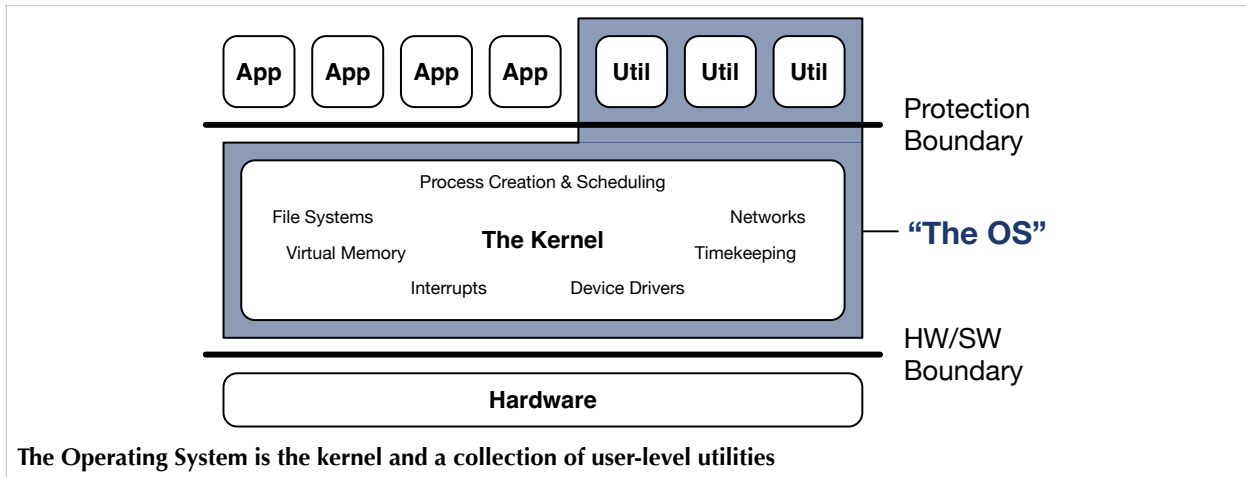 App App App App Util Util Util
Protection
Boundary
Process Creation & Scheduling
File Systems
Networks
The Kernel
"The OS"
Virtual Memory
Timekeeping
Interrupts
Device Drivers
HW/SW
Boundary
Hardware
The Operating System is the kernel and a collection of user-level utilities